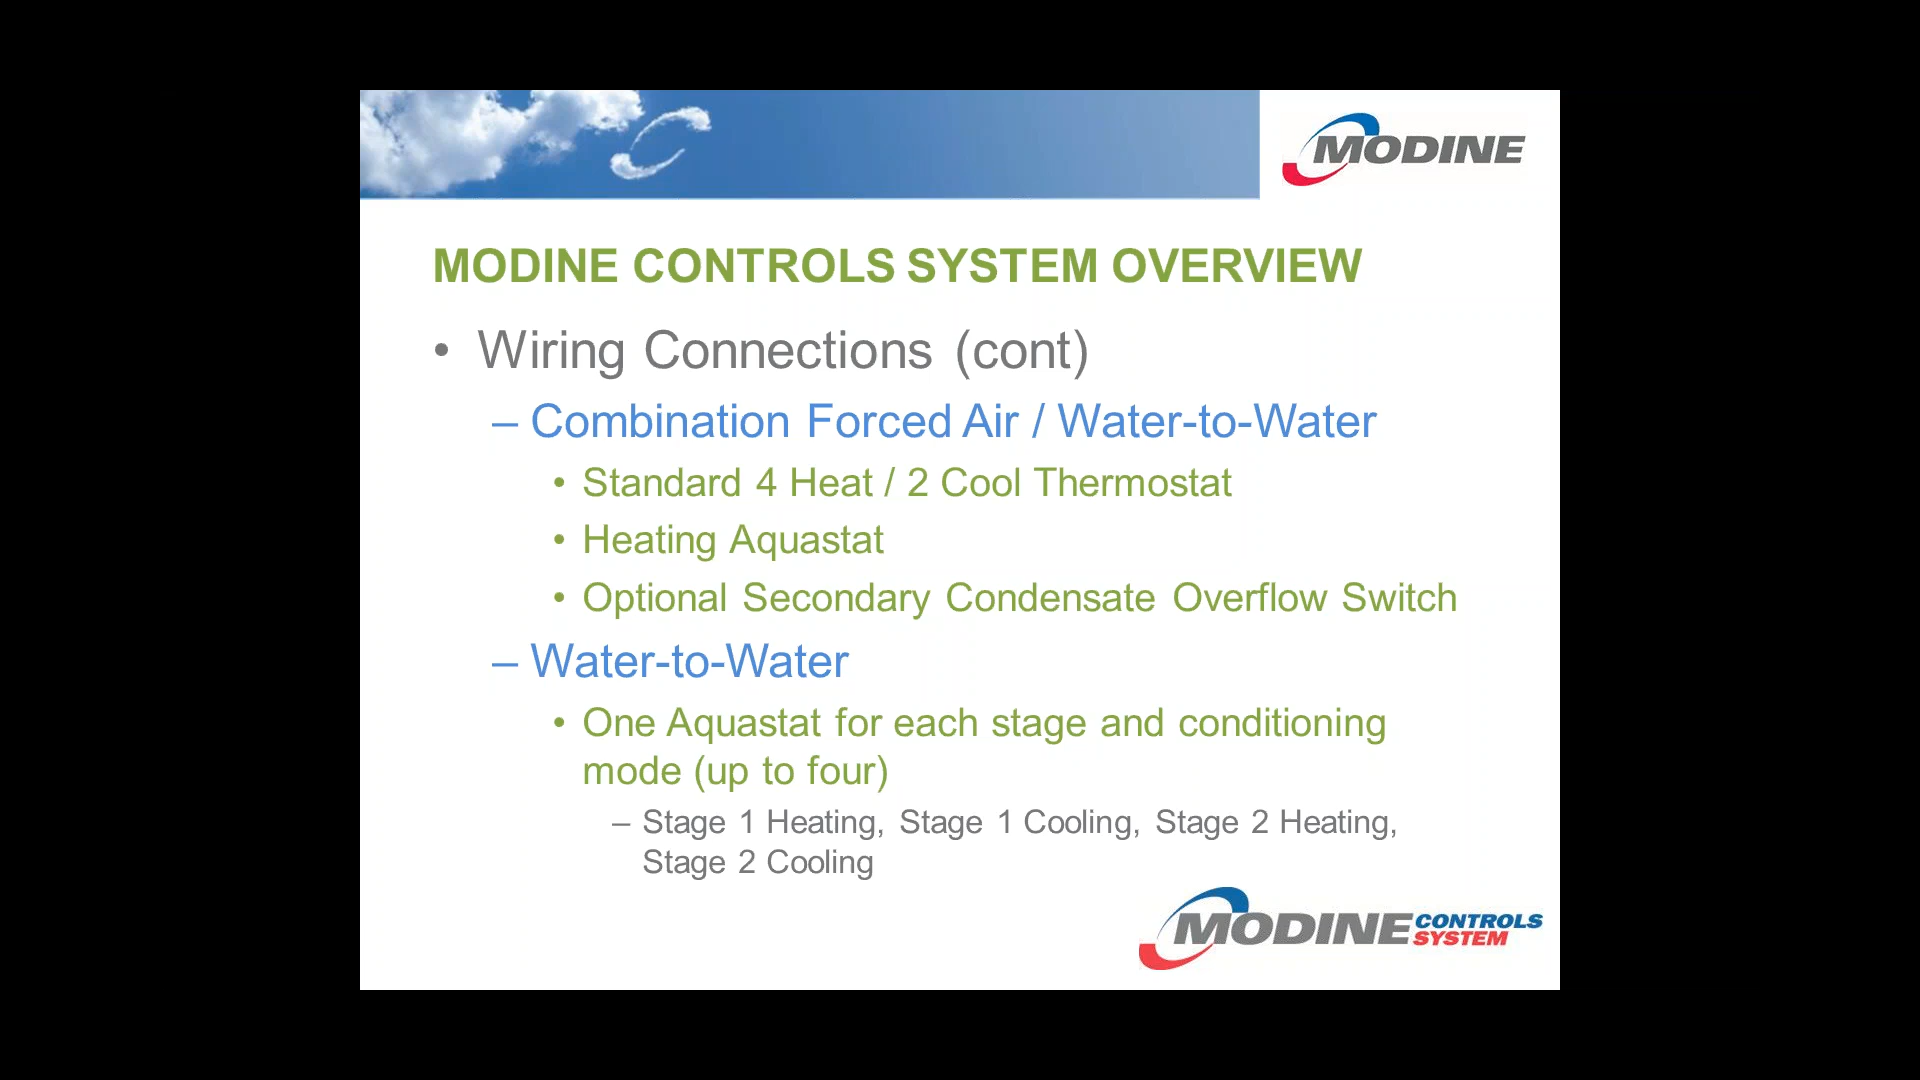 MODINE
MODINE CONTROLS SYSTEM OVERVIEW
• Wiring Connections (cont)
– Combination Forced Air / Water-to-Water
• Standard 4 Heat / 2 Cool Thermostat
• Heating Aquastat
• Optional Secondary Condensate Overflow Switch
– Water-to-Water
• One Aquastat for each stage and conditioning
mode (up to four)
– Stage 1 Heating, Stage 1 Cooling, Stage 2 Heating,
Stage 2 Cooling
MODINE CONTROLS
SYSTEM